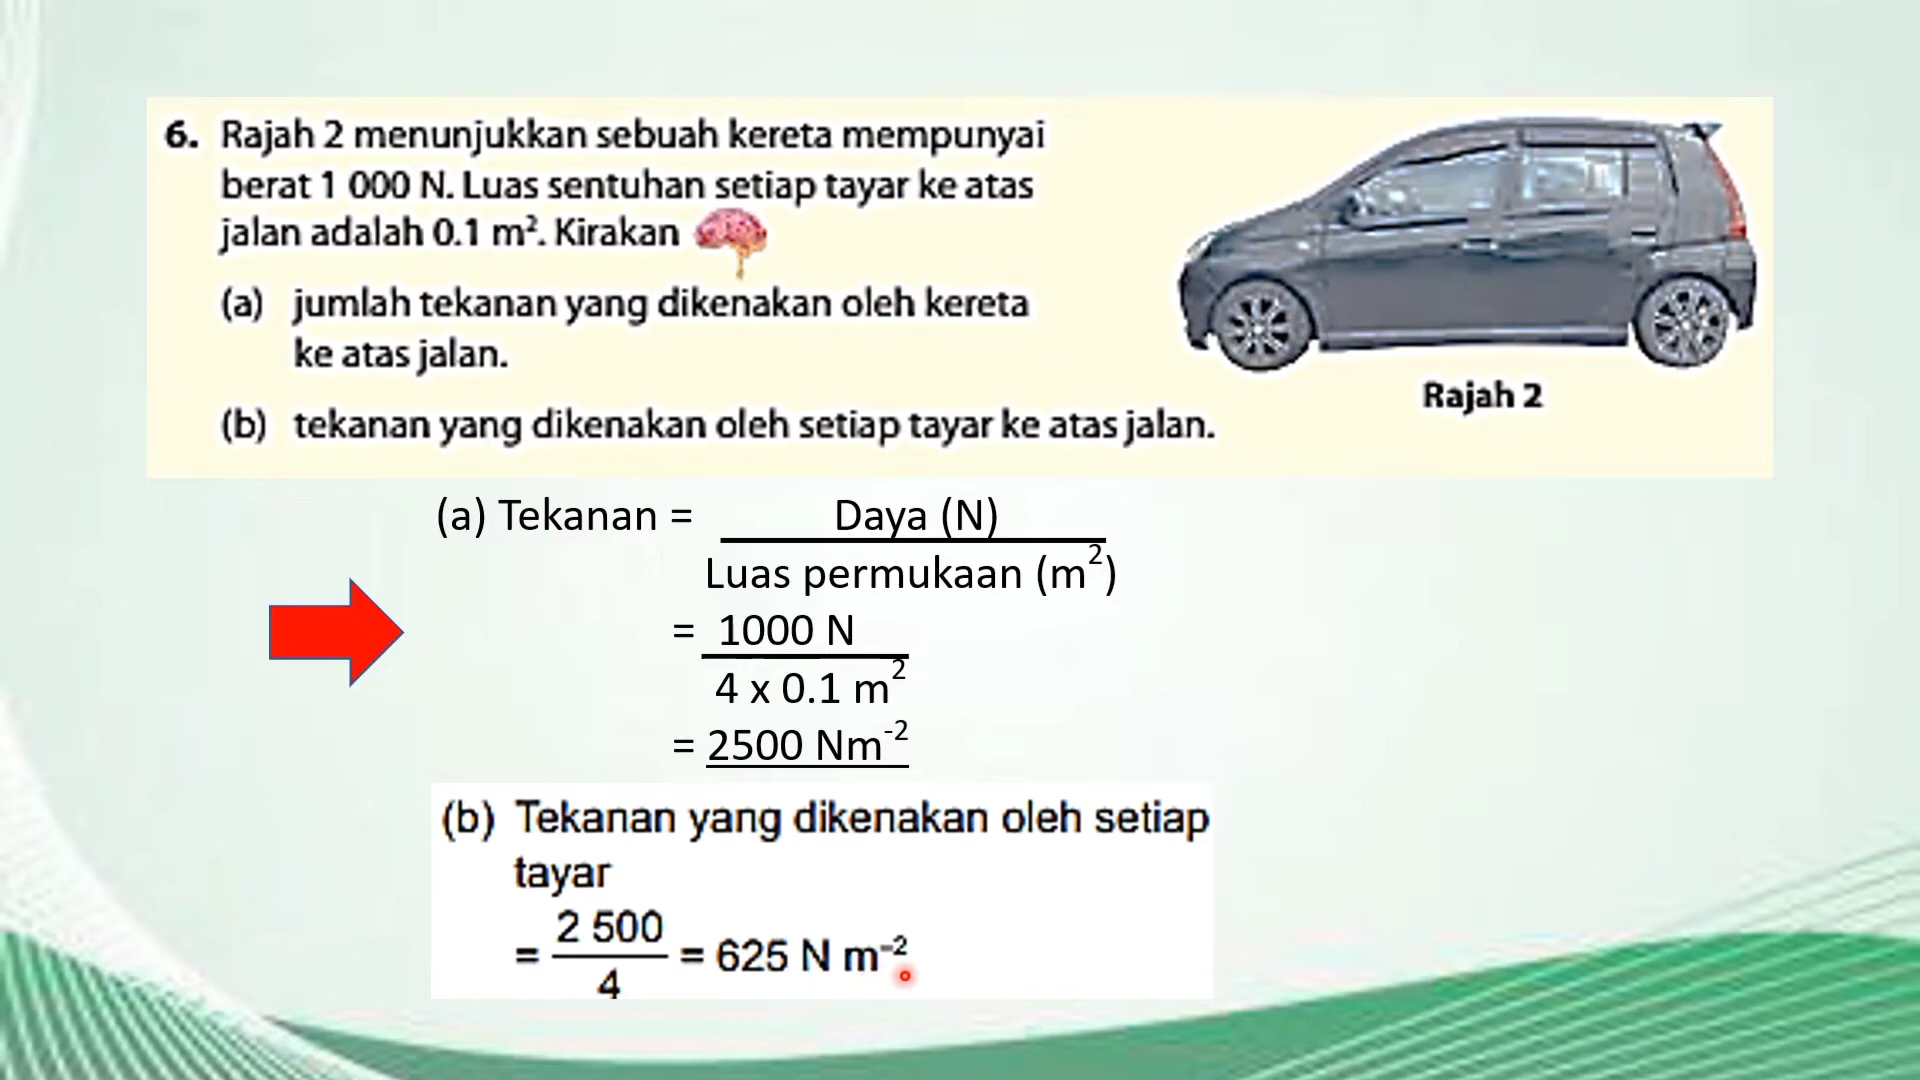 6. Rajah 2 menunjukkan sebuah kereta mempunyai
berat 1 000 N. Luas sentuhan setiap tayar ke atas
jalan adalah 0.1 m². Kirakan
(a) jumlah tekanan yang dikenakan oleh kereta
ke atas jalan.
(b) tekanan yang dikenakan oleh setiap tayar ke atas jalan.
Rajah 2
(a) Tekanan = Daya (N)
Luas permukaan (m²)
= 1000 N
4 x 0.1 m²
= 2500 Nm⁻²
(b) Tekanan yang dikenakan oleh setiap
tayar
= 2 500 / 4 = 625 N m⁻²